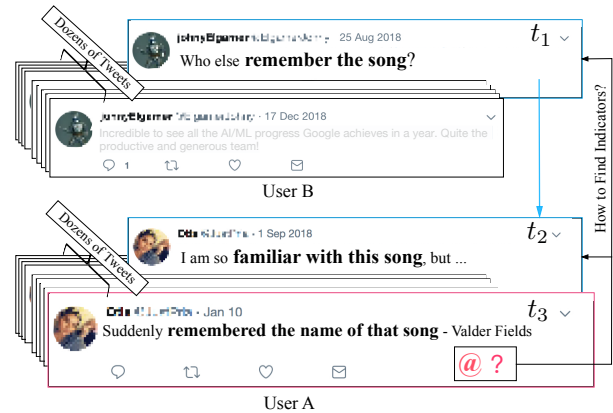 Dozens of Tweets
johnyElgamer · 25 Aug 2018
t1
Who else remember the song?
· 17 Dec 2018
Incredible to see all the AI/ML progress Google achieves in a year. Quite the
productive and generous team!
1
User B
How to Find Indicators?
Dozens of Tweets
· 1 Sep 2018
t2
I am so familiar with this song, but ...
· Jan 10
t3
Suddenly remembered the name of that song - Valder Fields
@ ?
User A